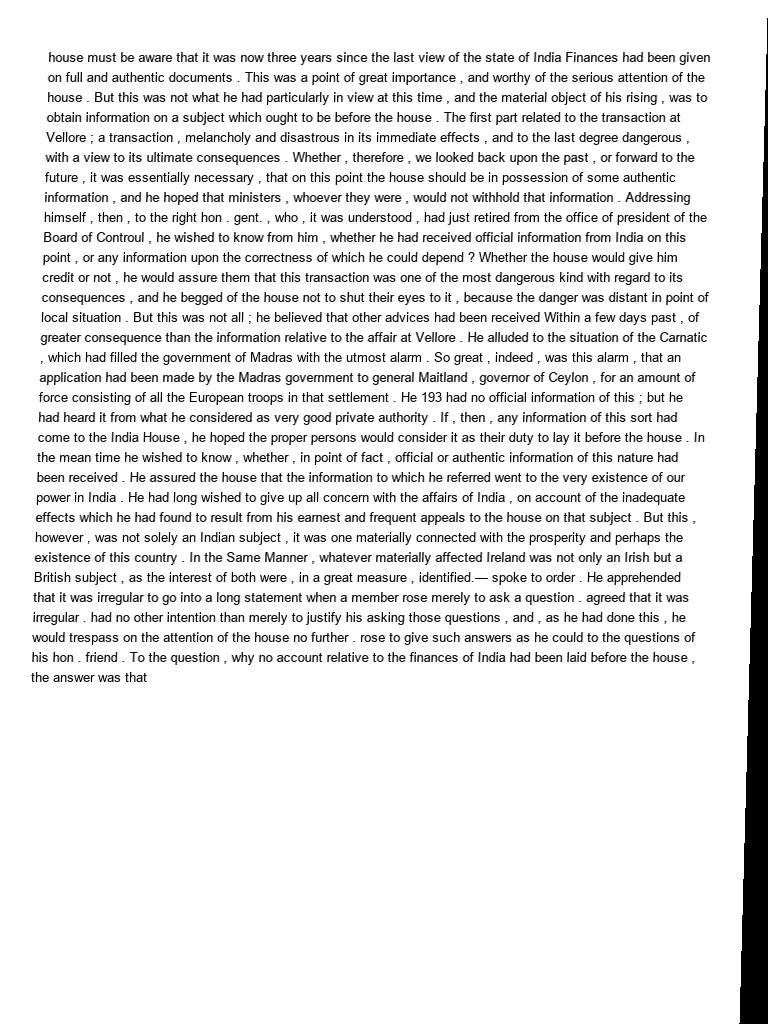 house must be aware that it was now three years since the last view of the state of India Finances had been given
on full and authentic documents . This was a point of great importance , and worthy of the serious attention of the
house . But this was not what he had particularly in view at this time , and the material object of his rising , was to
obtain information on a subject which ought to be before the house . The first part related to the transaction at
Vellore ; a transaction , melancholy and disastrous in its immediate effects , and to the last degree dangerous ,
with a view to its ultimate consequences . Whether , therefore , we looked back upon the past , or forward to the
future , it was essentially necessary , that on this point the house should be in possession of some authentic
information , and he hoped that ministers , whoever they were , would not withhold that information . Addressing
himself , then , to the right hon . gent. , who , it was understood , had just retired from the office of president of the
Board of Controul , he wished to know from him , whether he had received official information from India on this
point , or any information upon the correctness of which he could depend ? Whether the house would give him
credit or not , he would assure them that this transaction was one of the most dangerous kind with regard to its
consequences , and he begged of the house not to shut their eyes to it , because the danger was distant in point of
local situation . But this was not all ; he believed that other advices had been received Within a few days past , of
greater consequence than the information relative to the affair at Vellore . He alluded to the situation of the Carnatic
, which had filled the government of Madras with the utmost alarm . So great , indeed , was this alarm , that an
application had been made by the Madras government to general Maitland , governor of Ceylon , for an amount of
force consisting of all the European troops in that settlement . He 193 had no official information of this ; but he
had heard it from what he considered as very good private authority . If , then , any information of this sort had
come to the India House , he hoped the proper persons would consider it as their duty to lay it before the house . In
the mean time he wished to know , whether , in point of fact , official or authentic information of this nature had
been received . He assured the house that the information to which he referred went to the very existence of our
power in India . He had long wished to give up all concern with the affairs of India , on account of the inadequate
effects which he had found to result from his earnest and frequent appeals to the house on that subject . But this ,
however , was not solely an Indian subject , it was one materially connected with the prosperity and perhaps the
existence of this country . In the Same Manner , whatever materially affected Ireland was not only an Irish but a
British subject , as the interest of both were , in a great measure , identified.— spoke to order . He apprehended
that it was irregular to go into a long statement when a member rose merely to ask a question . agreed that it was
irregular . had no other intention than merely to justify his asking those questions , and , as he had done this , he
would trespass on the attention of the house no further . rose to give such answers as he could to the questions of
his hon . friend . To the question , why no account relative to the finances of India had been laid before the house ,
the answer was that